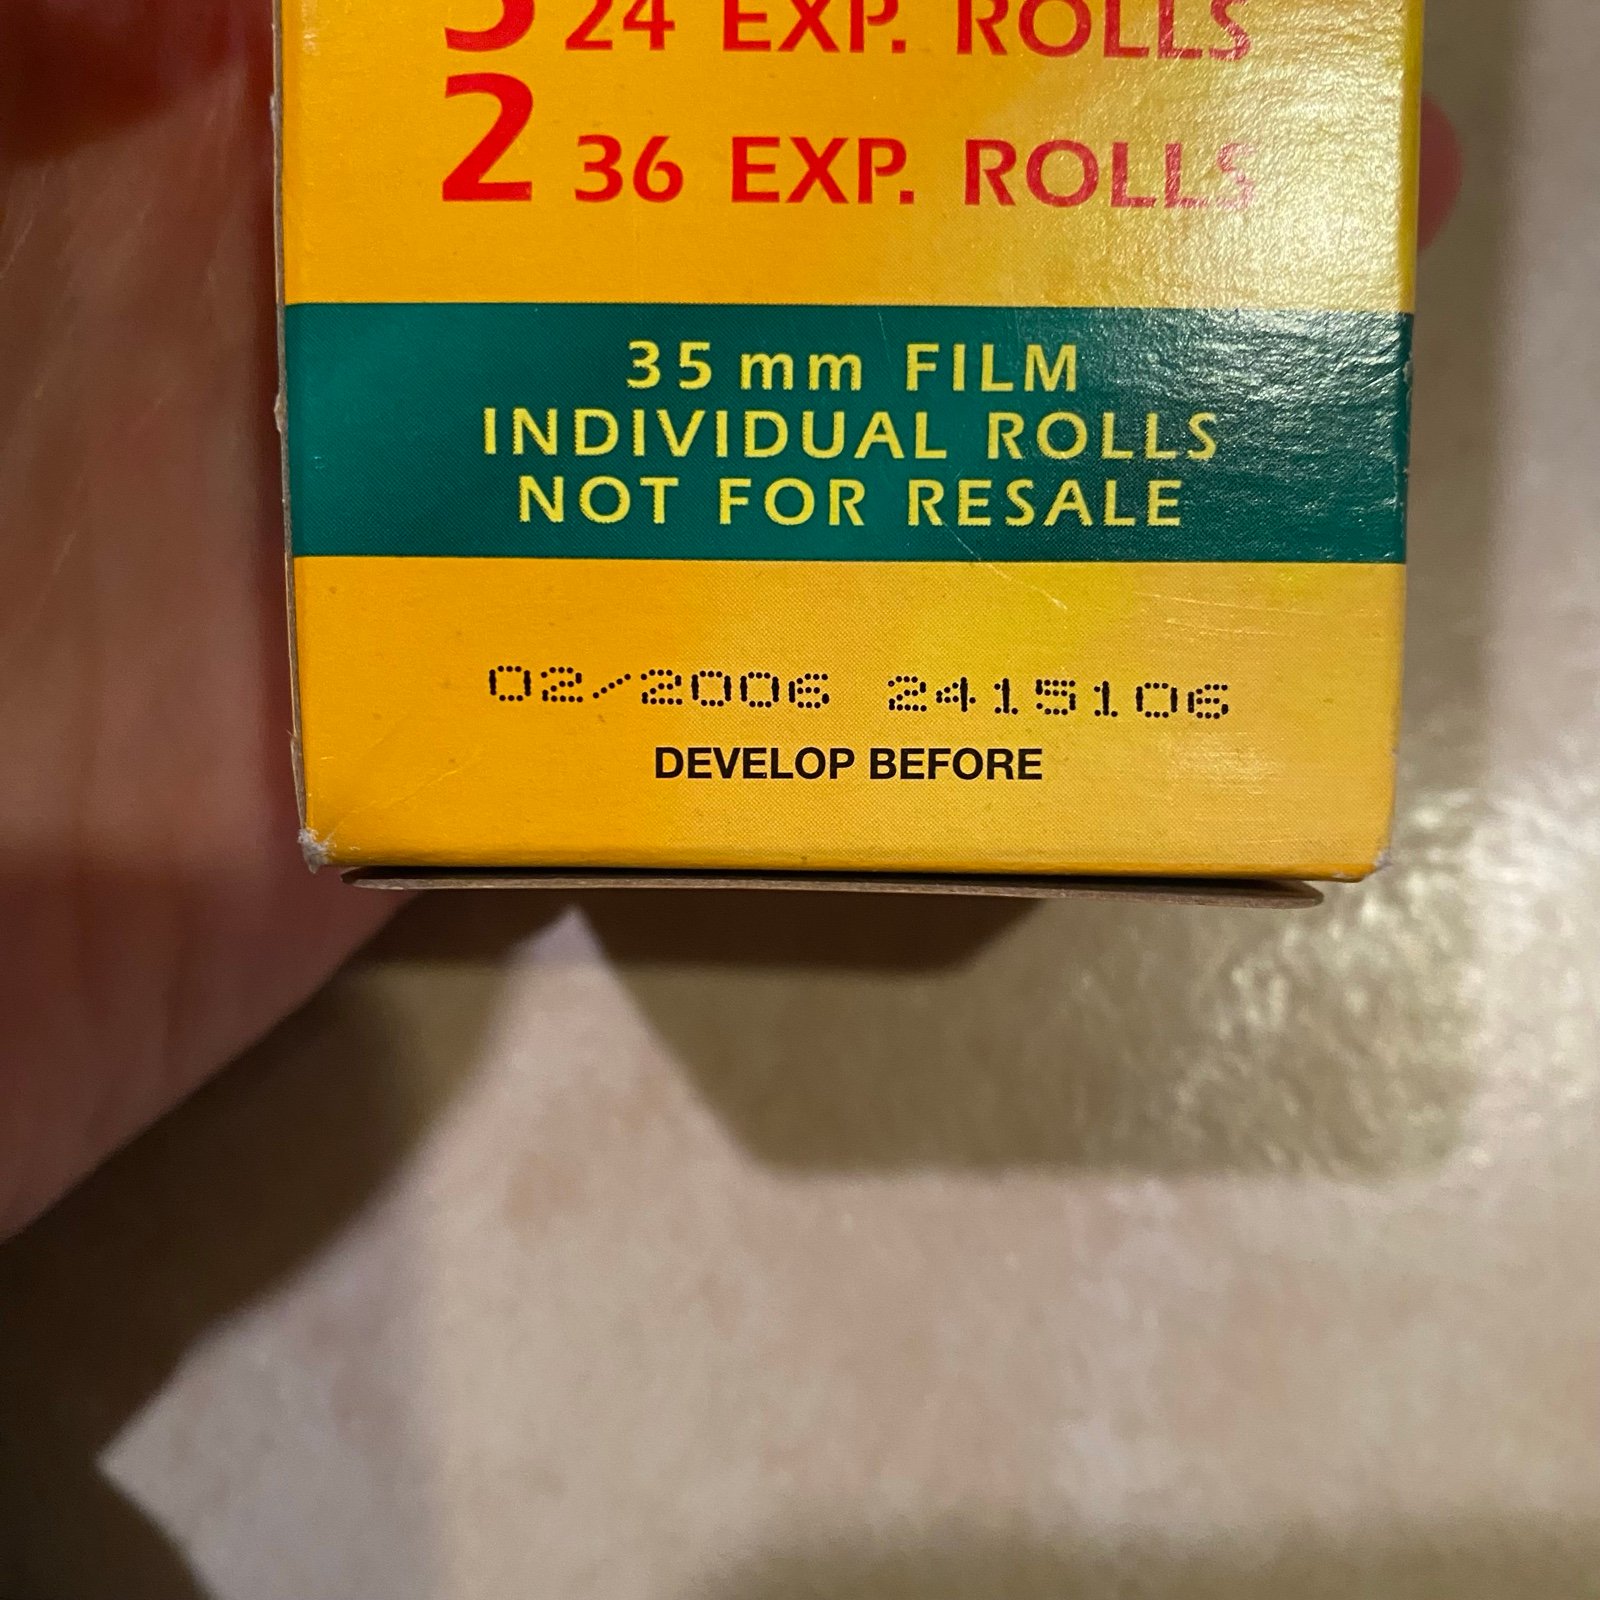 24 EXP. ROLLS
2 36 EXP. ROLLS
35 mm FILM
INDIVIDUAL ROLLS
NOT FOR RESALE
02/2006 2415106
DEVELOP BEFORE